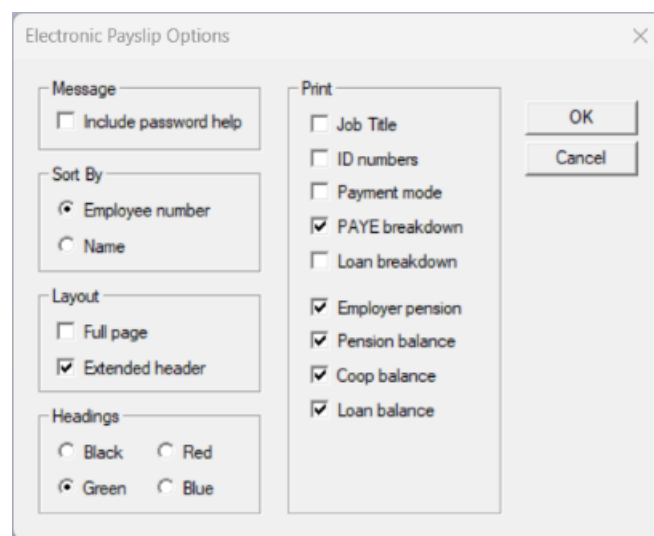 Electronic Payslip Options
Message
Include password help
Sort By
Employee number
Name
Layout
Full page
Extended header
Headings
Black Red
Green Blue
Print
Job Title
ID numbers
Payment mode
PAYE breakdown
Loan breakdown
Employer pension
Pension balance
Coop balance
Loan balance
OK
Cancel